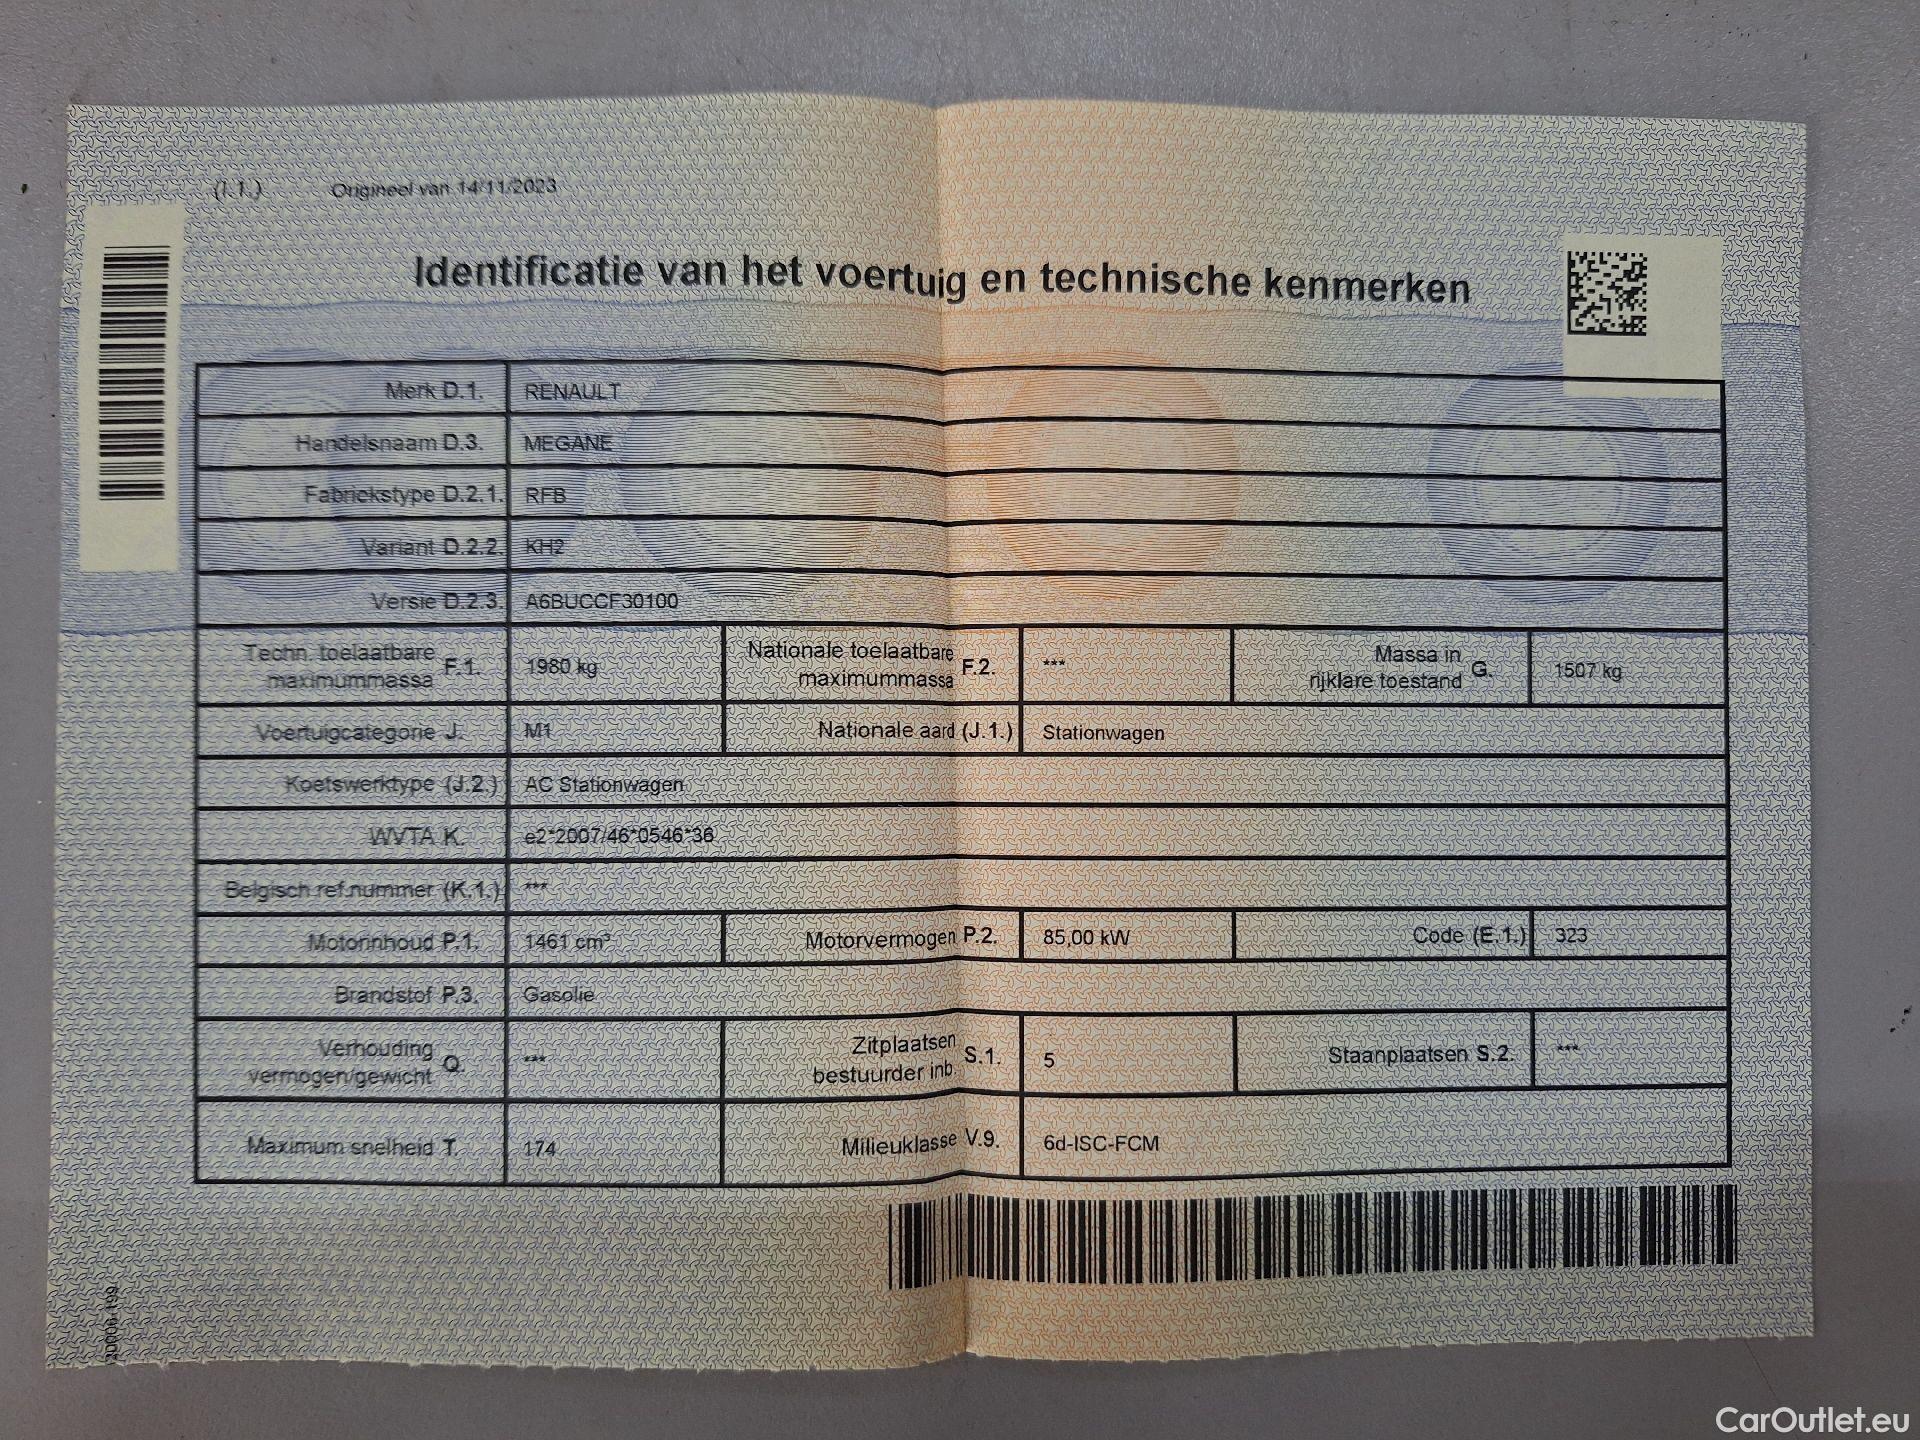 (I.1.) Origineel van 14/11/2023
Identificatie van het voertuig en technische kenmerken
Merk D.1. RENAULT
Handelsnaam D.3. MEGANE
Fabriekstype D.2.1. RFB
Variant D.2.2. KH2
Versie D.2.3. A6BUCCF30100
Techn. toelaatbare maximummassa F.1. 1980 kg Nationale toelaatbare maximummassa F.2. *** Massa in rijklare toestand G. 1507 kg
Voertuigcategorie J. M1 Nationale aard (J.1.) Stationwagen
Koetswerktype (J.2.) AC Stationwagen
WVTA K. e2*2007/46*0546*36
Belgisch ref.nummer (K.1.) ***
Motorinhoud P.1. 1461 cm³ Motorvermogen P.2. 85,00 kW Code (E.1.) 323
Brandstof P.3. Gasolie
Verhouding vermogen/gewicht Q. *** Zitplaatsen bestuurder inb. S.1. 5 Staanplaatsen S.2. ***
Maximum snelheid T. 174 Milieuklasse V.9. 6d-ISC-FCM
CarOutlet.eu